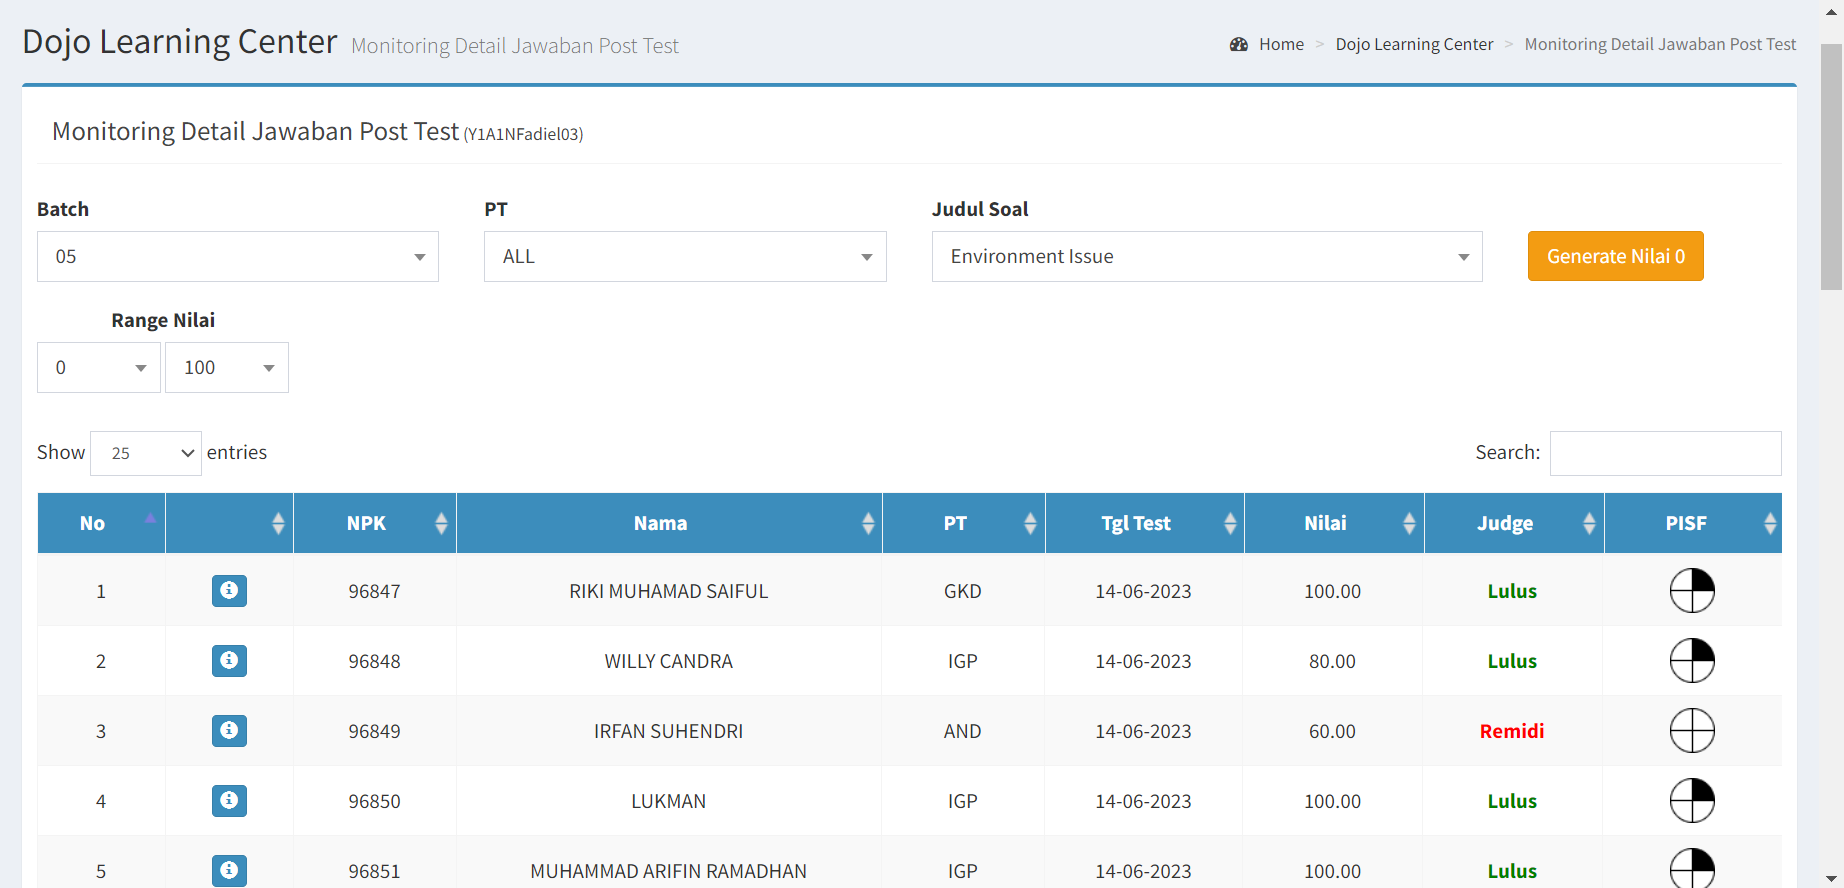 Dojo Learning Center Monitoring Detail Jawaban Post Test
Home > Dojo Learning Center > Monitoring Detail Jawaban Post Test
Monitoring Detail Jawaban Post Test (Y1A1NFadiel03)
Batch PT Judul Soal
05 ALL Environment Issue Generate Nilai 0
Range Nilai
0 100
Show 25 entries Search:
No NPK Nama PT Tgl Test Nilai Judge PISF
1 96847 RIKI MUHAMAD SAIFUL GKD 14-06-2023 100.00 Lulus
2 96848 WILLY CANDRA IGP 14-06-2023 80.00 Lulus
3 96849 IRFAN SUHENDRI AND 14-06-2023 60.00 Remidi
4 96850 LUKMAN IGP 14-06-2023 100.00 Lulus
5 96851 MUHAMMAD ARIFIN RAMADHAN IGP 14-06-2023 100.00 Lulus